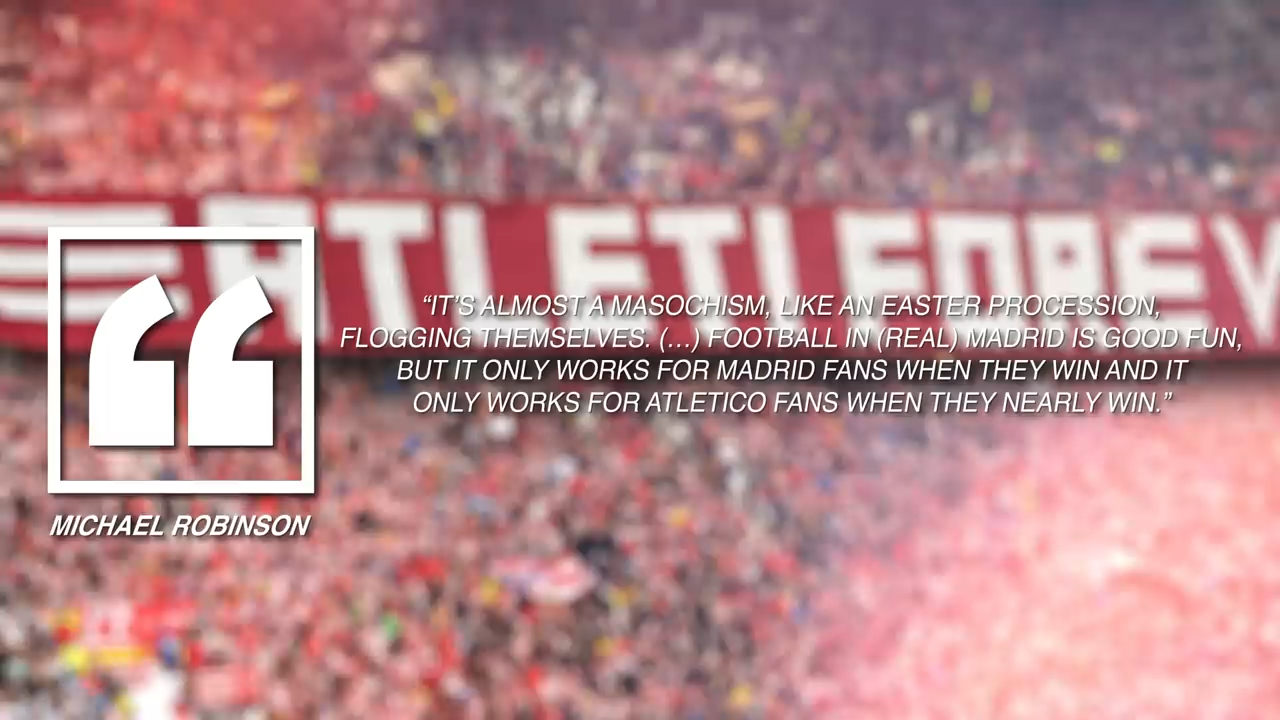 ATLETI FOREV
“IT’S ALMOST A MASOCHISM, LIKE AN EASTER PROCESSION,
FLOGGING THEMSELVES. (...) FOOTBALL IN (REAL) MADRID IS GOOD FUN,
BUT IT ONLY WORKS FOR MADRID FANS WHEN THEY WIN AND IT
ONLY WORKS FOR ATLETICO FANS WHEN THEY NEARLY WIN.”
MICHAEL ROBINSON